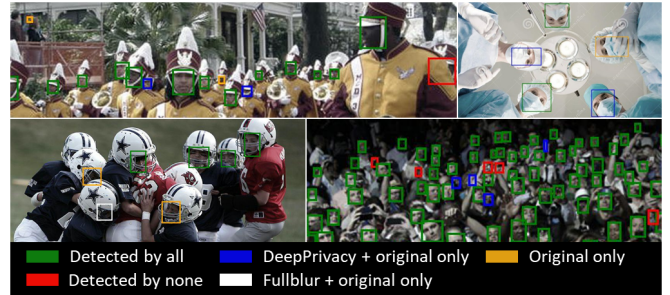 Detected by all
DeepPrivacy + original only
Original only
Detected by none
Fullblur + original only